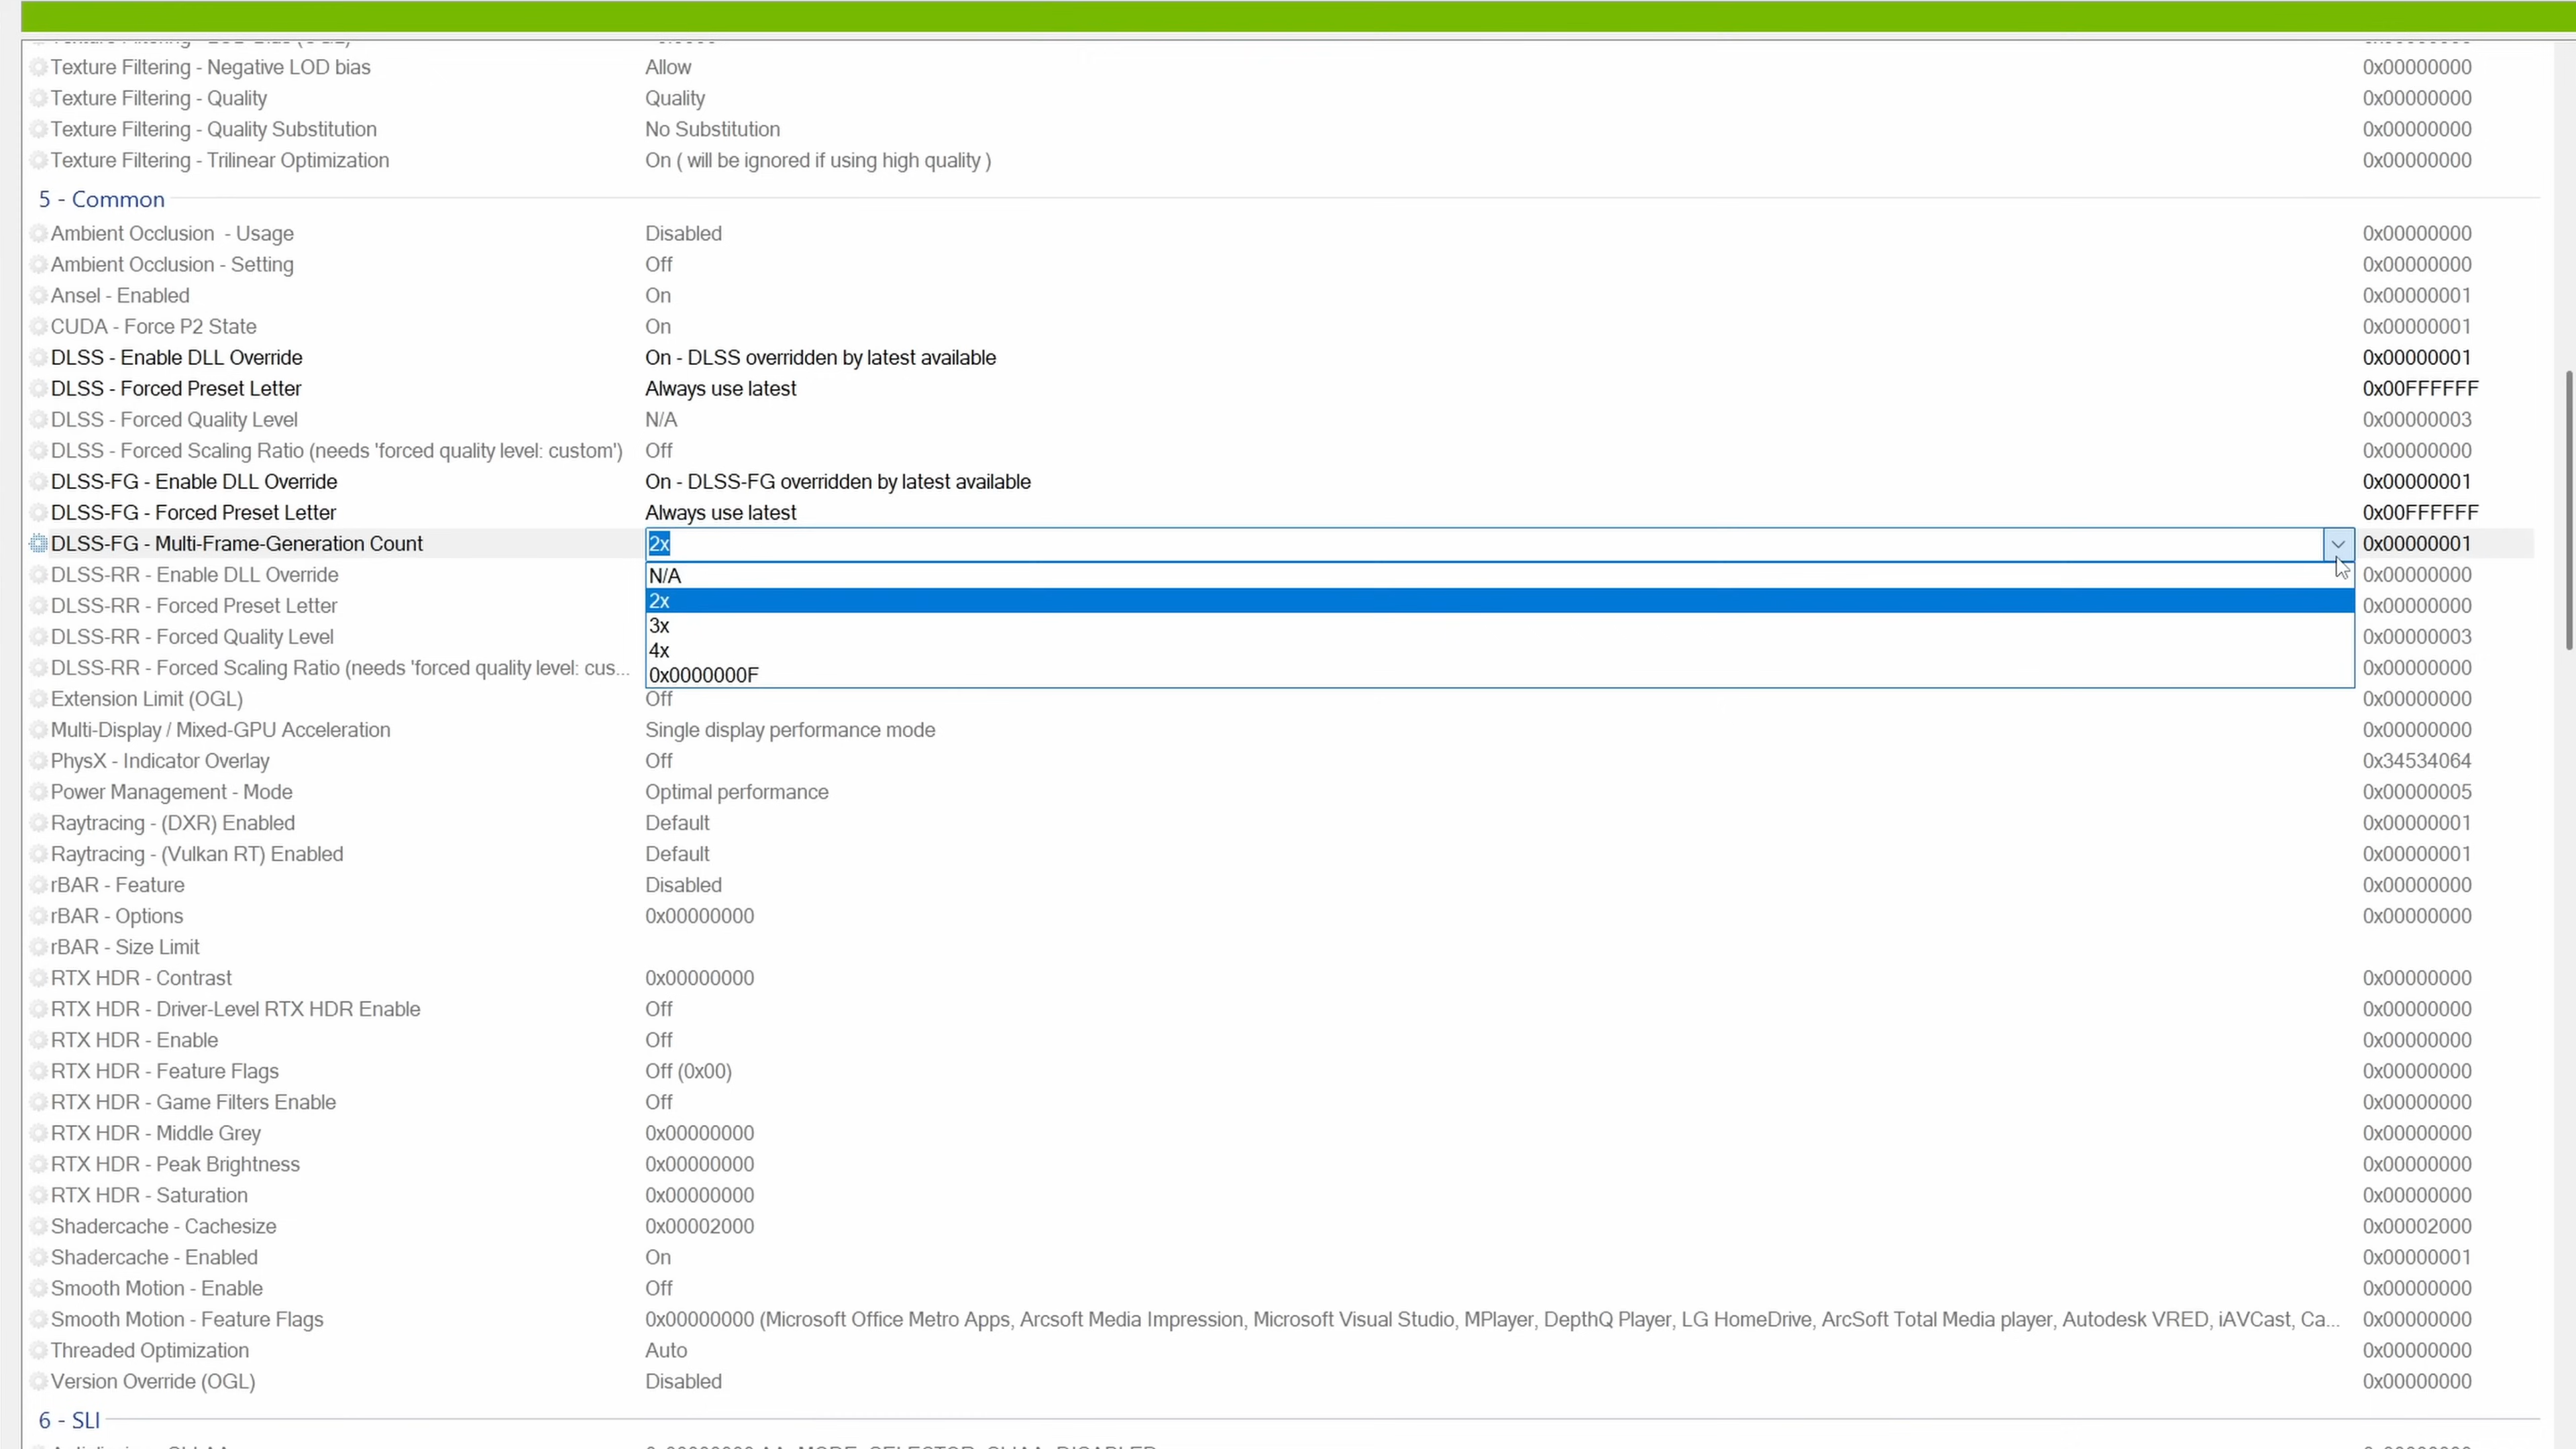 Texture Filtering - Negative LOD bias Allow 0x00000000
Texture Filtering - Quality Quality 0x00000000
Texture Filtering - Quality Substitution No Substitution 0x00000000
Texture Filtering - Trilinear Optimization On ( will be ignored if using high quality ) 0x00000000
5 - Common
Ambient Occlusion  - Usage Disabled 0x00000000
Ambient Occlusion - Setting Off 0x00000000
Ansel - Enabled On 0x00000001
CUDA - Force P2 State On 0x00000001
DLSS - Enable DLL Override On - DLSS overridden by latest available 0x00000001
DLSS - Forced Preset Letter Always use latest 0x00FFFFFF
DLSS - Forced Quality Level N/A 0x00000003
DLSS - Forced Scaling Ratio (needs 'forced quality level: custom') Off 0x00000000
DLSS-FG - Enable DLL Override On - DLSS-FG overridden by latest available 0x00000001
DLSS-FG - Forced Preset Letter Always use latest 0x00FFFFFF
DLSS-FG - Multi-Frame-Generation Count 2x 0x00000001
DLSS-RR - Enable DLL Override N/A 0x00000000
DLSS-RR - Forced Preset Letter 2x 0x00000000
3x
DLSS-RR - Forced Quality Level 0x00000003
4x
DLSS-RR - Forced Scaling Ratio (needs 'forced quality level: cus... 0x0000000F 0x00000000
Extension Limit (OGL) Off 0x00000000
Multi-Display / Mixed-GPU Acceleration Single display performance mode 0x00000000
PhysX - Indicator Overlay Off 0x34534064
Power Management - Mode Optimal performance 0x00000005
Raytracing - (DXR) Enabled Default 0x00000001
Raytracing - (Vulkan RT) Enabled Default 0x00000001
rBAR - Feature Disabled 0x00000000
rBAR - Options 0x00000000 0x00000000
rBAR - Size Limit
RTX HDR - Contrast 0x00000000 0x00000000
RTX HDR - Driver-Level RTX HDR Enable Off 0x00000000
RTX HDR - Enable Off 0x00000000
RTX HDR - Feature Flags Off (0x00) 0x00000000
RTX HDR - Game Filters Enable Off 0x00000000
RTX HDR - Middle Grey 0x00000000 0x00000000
RTX HDR - Peak Brightness 0x00000000 0x00000000
RTX HDR - Saturation 0x00000000 0x00000000
Shadercache - Cachesize 0x00002000 0x00002000
Shadercache - Enabled On 0x00000001
Smooth Motion - Enable Off 0x00000000
Smooth Motion - Feature Flags 0x00000000 (Microsoft Office Metro Apps, Arcsoft Media Impression, Microsoft Visual Studio, MPlayer, DepthQ Player, LG HomeDrive, ArcSoft Total Media player, Autodesk VRED, iAVCast, Ca... 0x00000000
Threaded Optimization Auto 0x00000000
Version Override (OGL) Disabled 0x00000000
6 - SLI